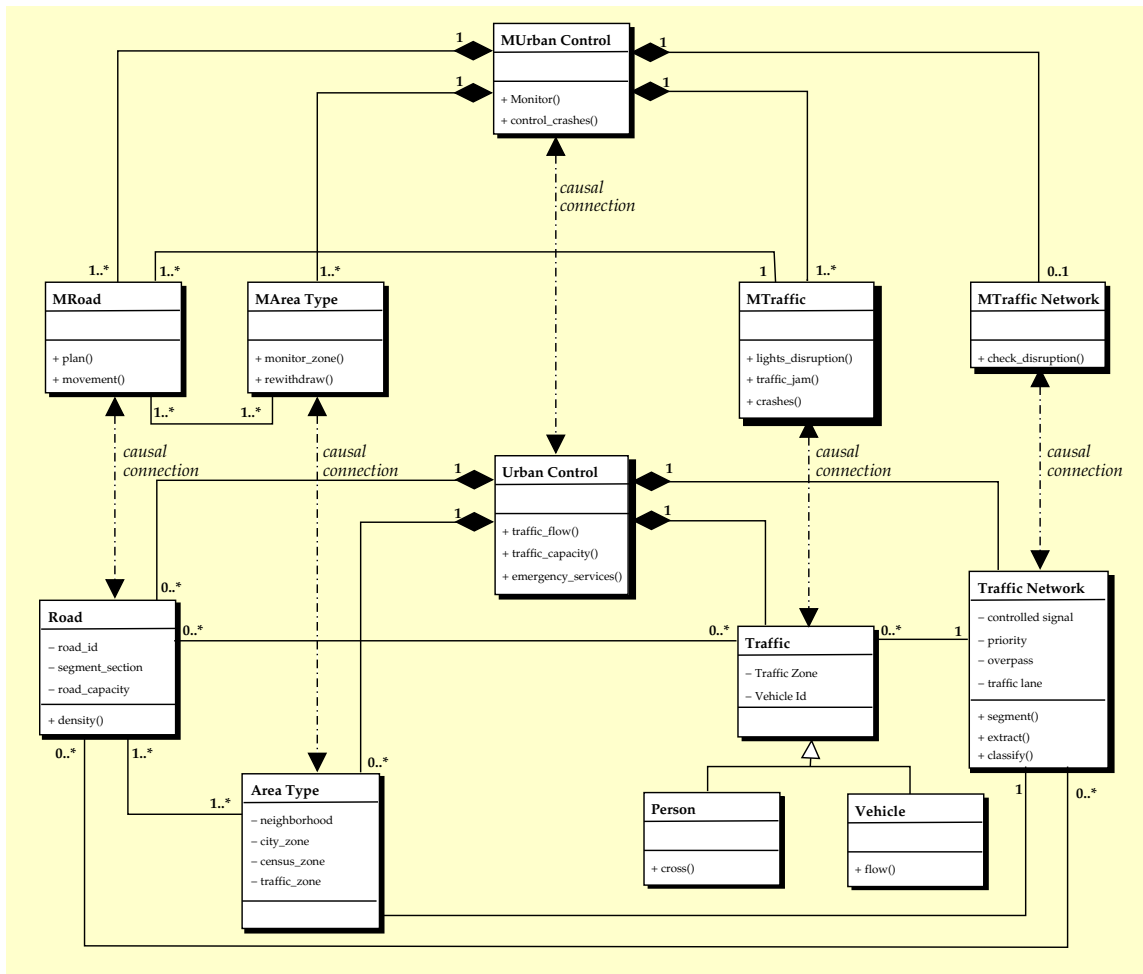 MUrban Control
+ Monitor()
+ control_crashes()
1
1
1
1
causal
connection
1..*
1..*
1..*
1
1..*
0..1
MRoad
+ plan()
+ movement()
MArea Type
+ monitor_zone()
+ rewithdraw()
MTraffic
+ lights_disruption()
+ traffic_jam()
+ crashes()
MTraffic Network
+ check_disruption()
1..*
1..*
causal
connection
causal
connection
causal
connection
causal
connection
1
1
1
1
Urban Control
+ traffic_flow()
+ traffic_capacity()
+ emergency_services()
0..*
Road
– road_id
– segment_section
– road_capacity
+ density()
0..*
0..*
Traffic
– Traffic Zone
– Vehicle Id
0..*
1
Traffic Network
– controlled signal
– priority
– overpass
– traffic lane
+ segment()
+ extract()
+ classify()
0..*
1..*
1..*
0..*
Area Type
– neighborhood
– city_zone
– census_zone
– traffic_zone
Person
+ cross()
Vehicle
+ flow()
1
0..*